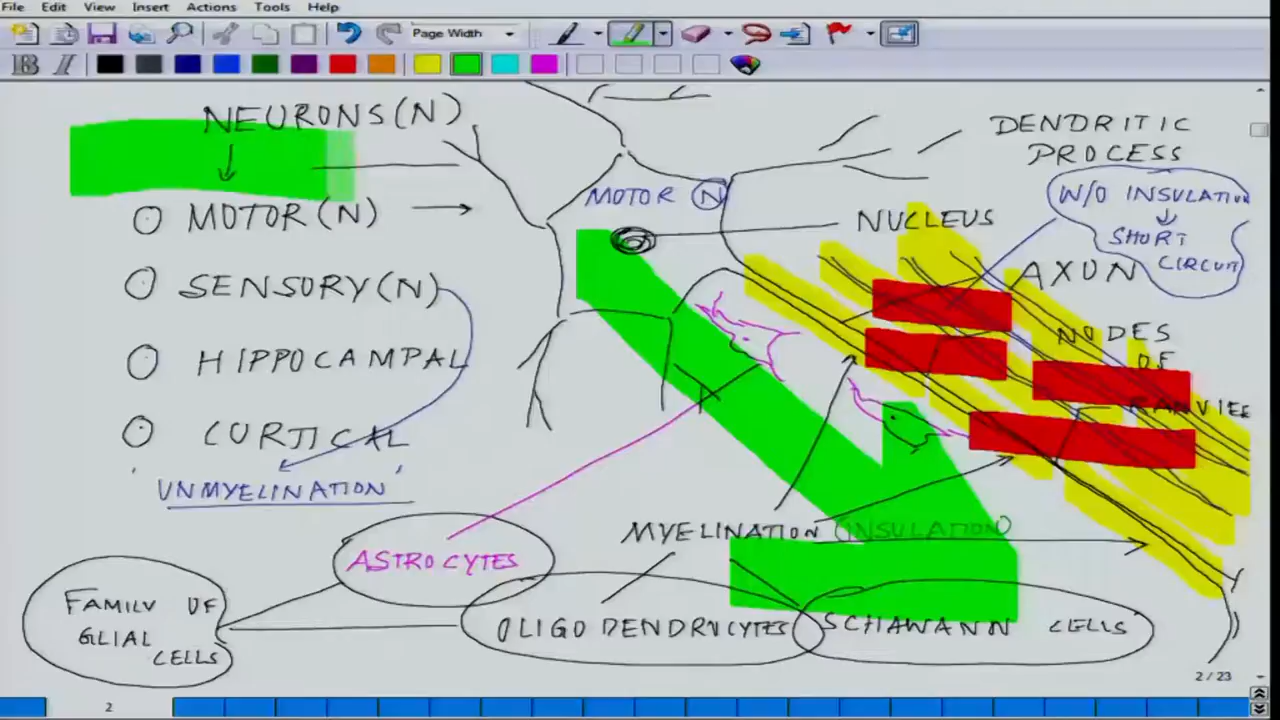 File Edit View Insert Actions Tools Help
Page Width
B I
NEURONS(N)
MOTOR(N)
SENSORY(N)
HIPPOCAMPAL
CORTICAL
'UNMYELINATION'
MOTOR N
DENDRITIC
PROCESS
W/O INSULATION
SHORT
CIRCUIT
NUCLEUS
AXON
NODES
OF
RANVIER
MYELINATION (INSULATION)
ASTROCYTES
FAMILY OF
GLIAL
CELLS
OLIGODENDROCYTES
SCHAWANN CELLS
2/23
2